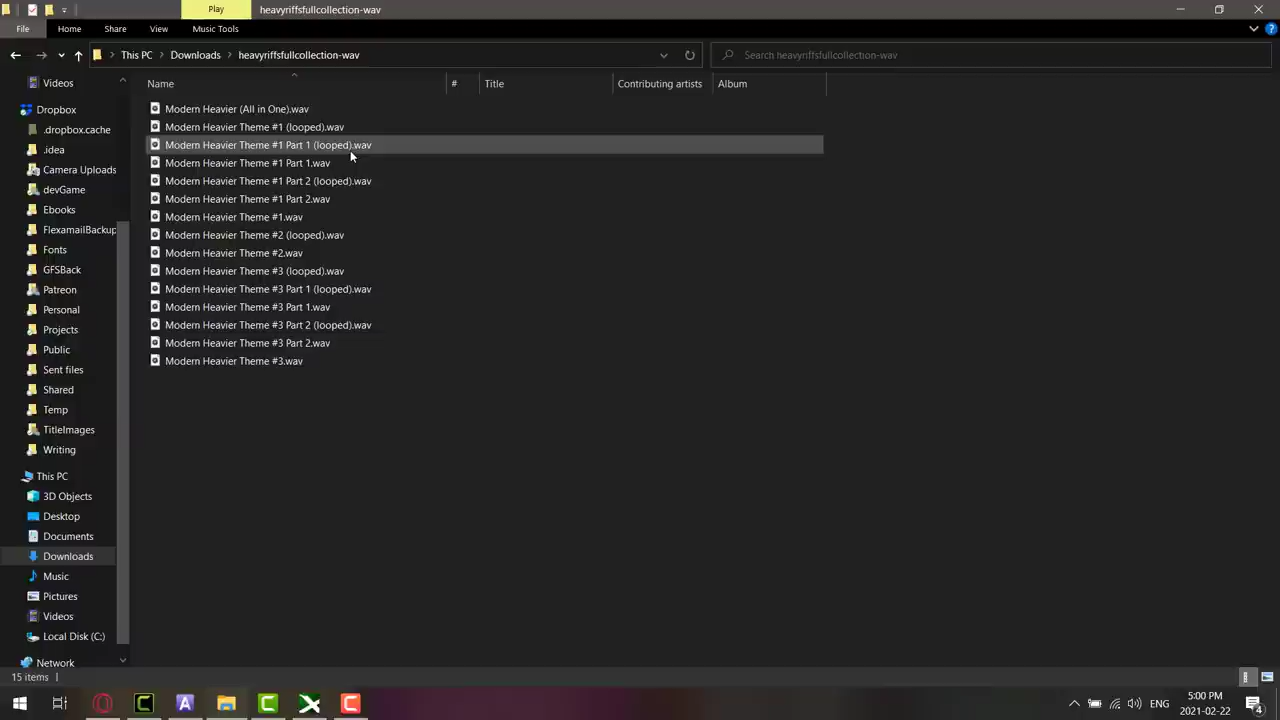 Play
heavyriffsfullcollection-wav
File
Home
Share
View
Music Tools
This PC
Downloads
heavyriffsfullcollection-wav
Search heavyriffsfullcollection-wav
Name
#
Title
Contributing artists
Album
Videos
Dropbox
.dropbox.cache
.idea
Camera Uploads
devGame
Ebooks
FlexamailBackup
Fonts
GFSBack
Patreon
Personal
Projects
Public
Sent files
Shared
Temp
TitleImages
Writing
This PC
3D Objects
Desktop
Documents
Downloads
Music
Pictures
Videos
Local Disk (C:)
Network
Modern Heavier (All in One).wav
Modern Heavier Theme #1 (looped).wav
Modern Heavier Theme #1 Part 1 (looped).wav
Modern Heavier Theme #1 Part 1.wav
Modern Heavier Theme #1 Part 2 (looped).wav
Modern Heavier Theme #1 Part 2.wav
Modern Heavier Theme #1.wav
Modern Heavier Theme #2 (looped).wav
Modern Heavier Theme #2.wav
Modern Heavier Theme #3 (looped).wav
Modern Heavier Theme #3 Part 1 (looped).wav
Modern Heavier Theme #3 Part 1.wav
Modern Heavier Theme #3 Part 2 (looped).wav
Modern Heavier Theme #3 Part 2.wav
Modern Heavier Theme #3.wav
15 items
ENG
5:00 PM
2021-02-22
4